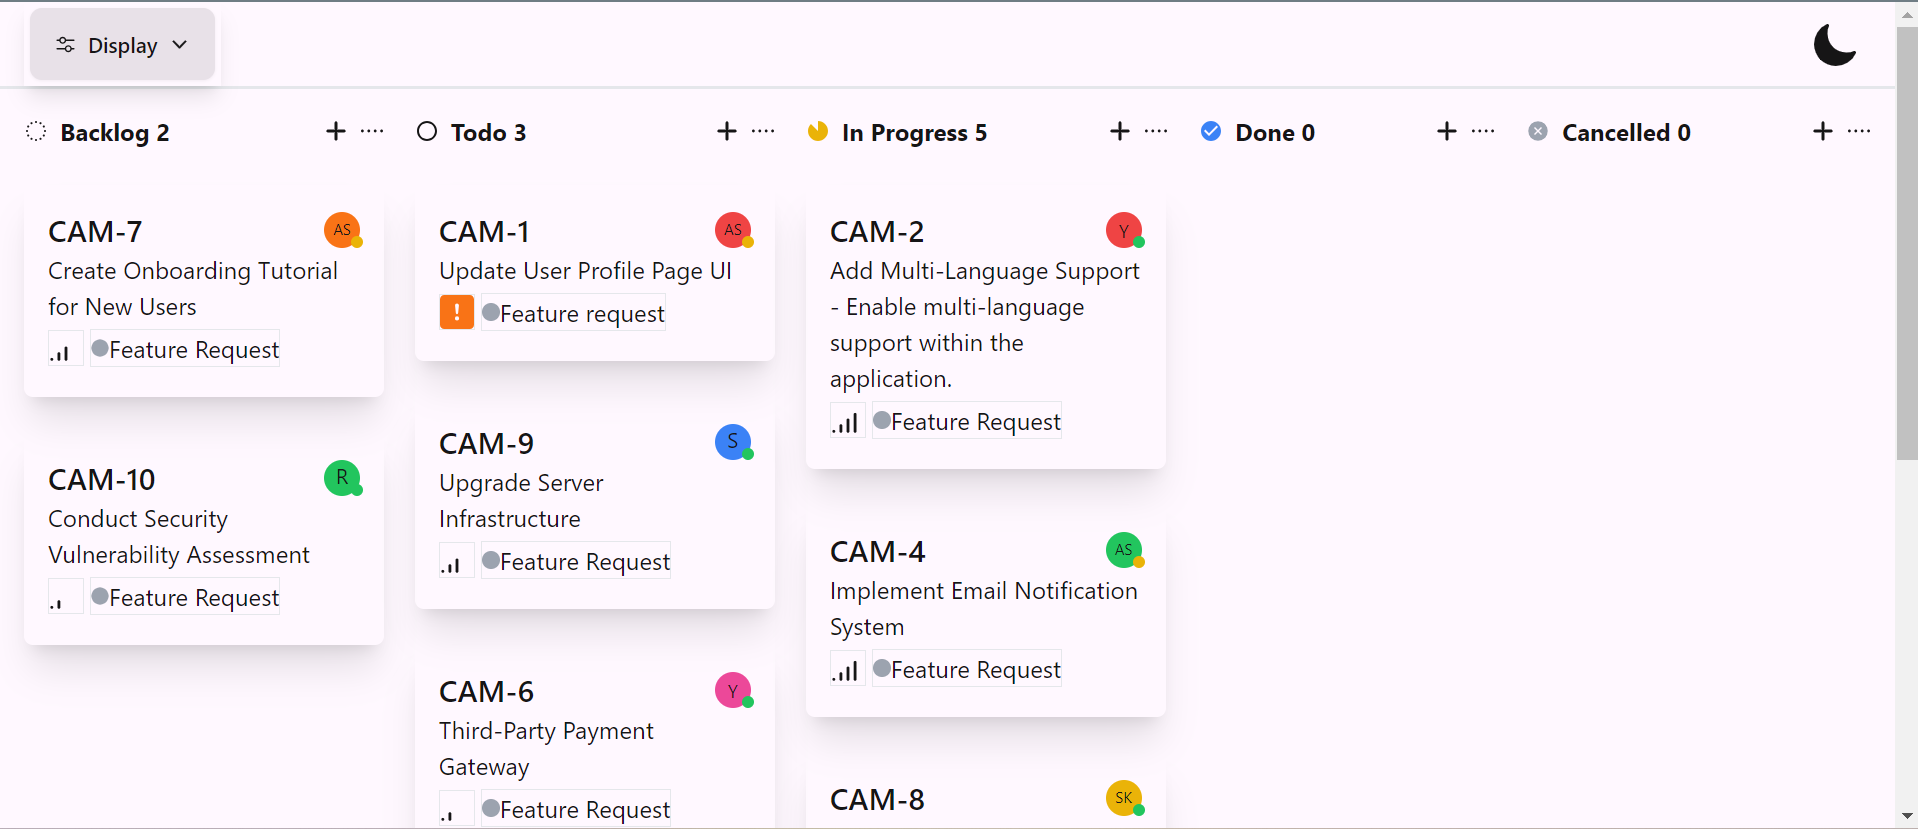 Display
Backlog 2
CAM-7
AS
Create Onboarding Tutorial
for New Users
Feature Request
CAM-10
R
Conduct Security
Vulnerability Assessment
Feature Request
Todo 3
CAM-1
AS
Update User Profile Page UI
!
Feature request
CAM-9
S
Upgrade Server
Infrastructure
Feature Request
CAM-6
Y
Third-Party Payment
Gateway
Feature Request
In Progress 5
CAM-2
Y
Add Multi-Language Support
- Enable multi-language
support within the
application.
Feature Request
CAM-4
AS
Implement Email Notification
System
Feature Request
CAM-8
SK
Done 0
Cancelled 0